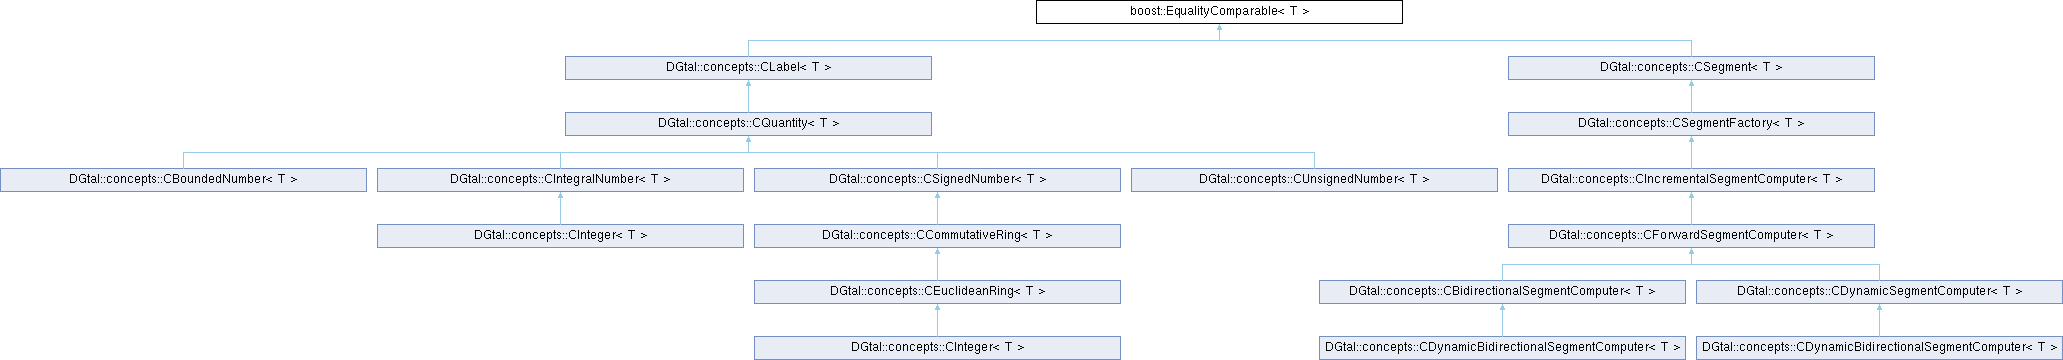 boost::EqualityComparable< T >
DGtal::concepts::CLabel< T >
DGtal::concepts::CSegment< T >
DGtal::concepts::CQuantity< T >
DGtal::concepts::CSegmentFactory< T >
DGtal::concepts::CBoundedNumber< T >
DGtal::concepts::CIntegralNumber< T >
DGtal::concepts::CSignedNumber< T >
DGtal::concepts::CUnsignedNumber< T >
DGtal::concepts::CIncrementalSegmentComputer< T >
DGtal::concepts::CInteger< T >
DGtal::concepts::CCommutativeRing< T >
DGtal::concepts::CForwardSegmentComputer< T >
DGtal::concepts::CEuclideanRing< T >
DGtal::concepts::CBidirectionalSegmentComputer< T >
DGtal::concepts::CDynamicSegmentComputer< T >
DGtal::concepts::CInteger< T >
DGtal::concepts::CDynamicBidirectionalSegmentComputer< T >
DGtal::concepts::CDynamicBidirectionalSegmentComputer< T >